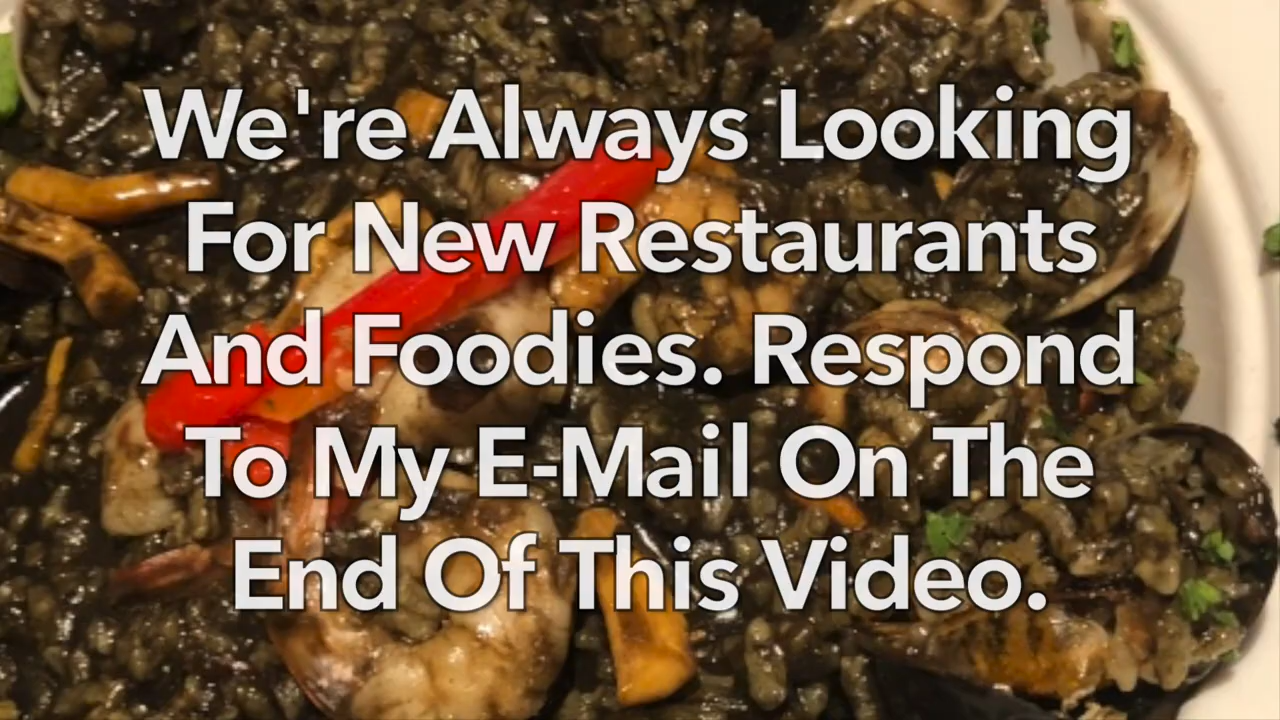 We're Always Looking
For New Restaurants
And Foodies. Respond
To My E-Mail On The
End Of This Video.